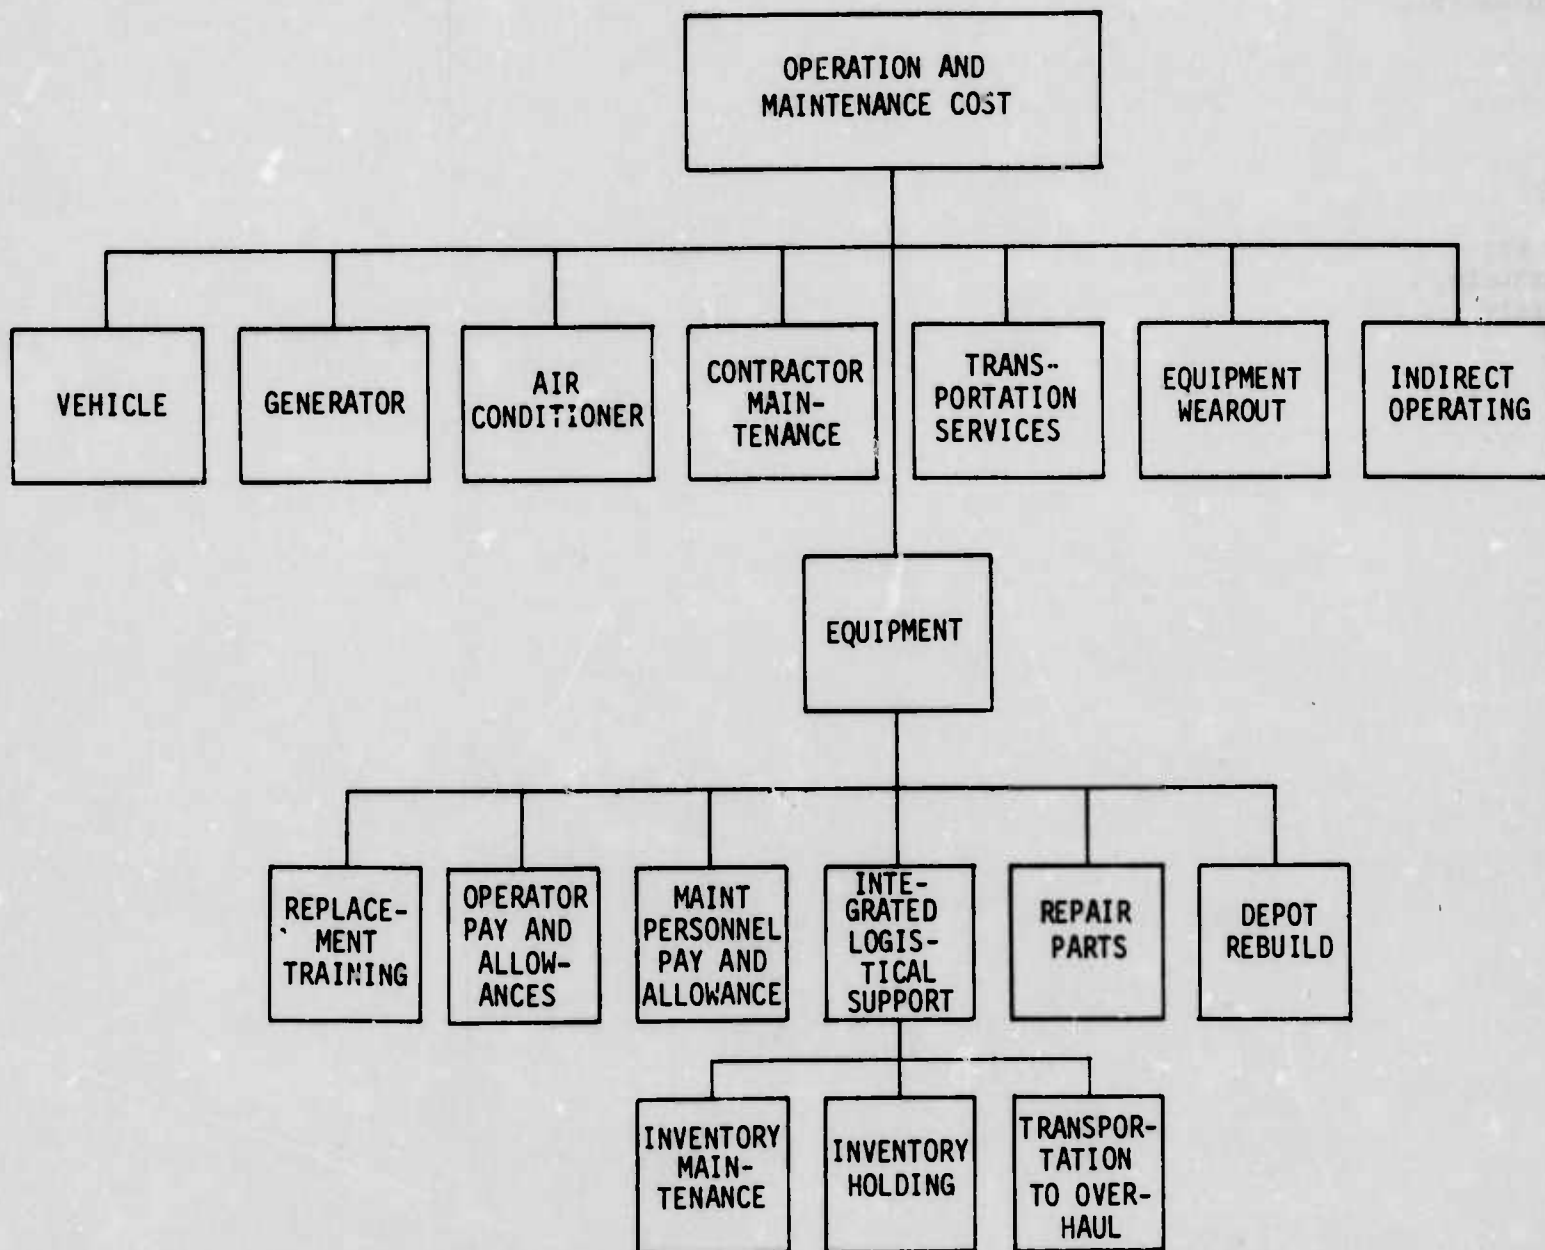 OPERATION AND
MAINTENANCE COST
VEHICLE
GENERATOR
AIR
CONDITIONER
CONTRACTOR
MAIN-
TENANCE
TRANS-
PORTATION
SERVICES
EQUIPMENT
WEAROUT
INDIRECT
OPERATING
EQUIPMENT
REPLACE-
MENT
TRAINING
OPERATOR
PAY AND
ALLOW-
ANCES
MAINT
PERSONNEL
PAY AND
ALLOWANCE
INTE-
GRATED
LOGIS-
TICAL
SUPPORT
REPAIR
PARTS
DEPOT
REBUILD
INVENTORY
MAIN-
TENANCE
INVENTORY
HOLDING
TRANSPOR-
TATION
TO OVER-
HAUL